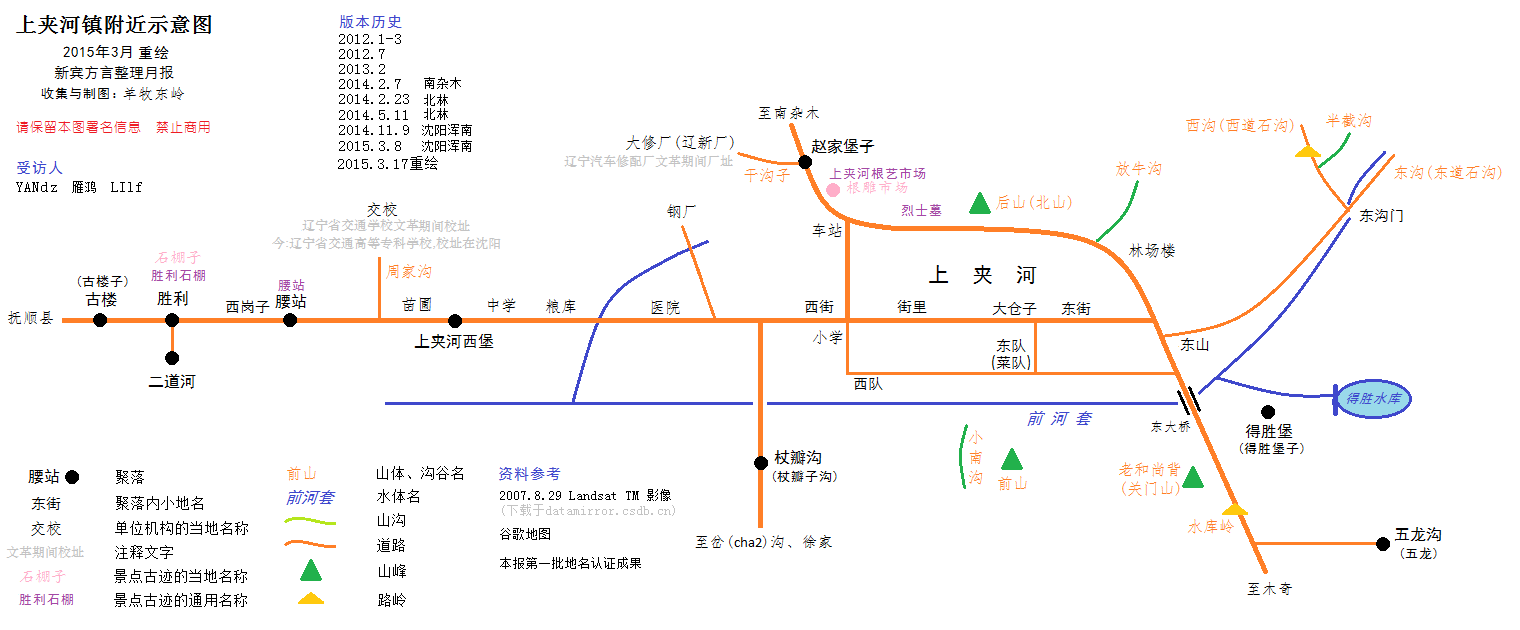 上夹河镇附近示意图
2015年3月 重绘
新宾方言整理月报
收集与制图：羊牧东岭
请保留本图署名信息 禁止商用
受访人
YANdz 雁鸿 LIlf
版本历史
2012.1-3
2012.7
2013.2
2014.2.7 南杂木
2014.2.23 北林
2014.5.11 北林
2014.11.9 沈阳浑南
2015.3.8 沈阳浑南
2015.3.17重绘
至南杂木
大修厂(辽新厂)
辽宁汽车修配厂文革期间厂址
干沟子
赵家堡子
上夹河根艺市场
根雕市场
烈士墓
后山(北山)
放牛沟
西沟(西道石沟)
半截沟
东沟(东道石沟)
东沟门
交校
辽宁省交通学校文革期间校址
今:辽宁省交通高等专科学校,校址在沈阳
周家沟
钢厂
车站
林场楼
上 夹 河
石棚子
胜利石棚
胜利
(古楼子)
古楼
抚顺县
西岗子
腰站
腰站
苗圃
上夹河西堡
中学
粮库
医院
西街
小学
街里
大仓子
东街
东队
(菜队)
西队
东山
二道河
前河套
东大桥
得胜水库
得胜堡
(得胜堡子)
杖瓣沟
(杖瓣子沟)
小南沟
前山
老和尚背
(关门山)
水库岭
五龙沟
(五龙)
至木奇
至岔(cha2)沟、徐家
腰站 聚落
东街 聚落内小地名
交校 单位机构的当地名称
文革期间校址 注释文字
石棚子 景点古迹的当地名称
胜利石棚 景点古迹的通用名称
前山 山体、沟谷名
前河套 水体名
山沟
道路
山峰
路岭
资料参考
2007.8.29 Landsat TM 影像
(下载于datamirror.csdb.cn)
谷歌地图
本报第一批地名认证成果